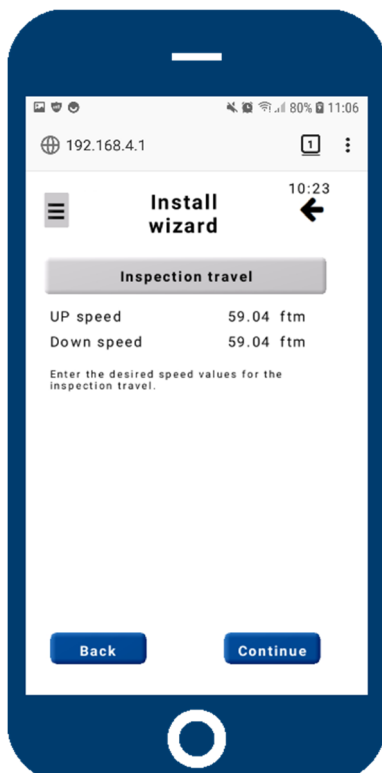 80% 11:06
192.168.4.1
1
10:23
Install
wizard
Inspection travel
UP speed 59.04 ftm
Down speed 59.04 ftm
Enter the desired speed values for the
inspection travel.
Back Continue